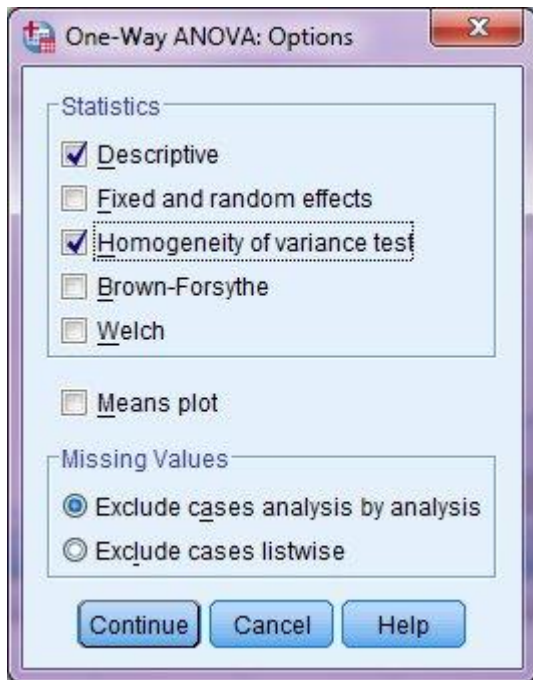 One-Way ANOVA: Options
Statistics
Descriptive
Fixed and random effects
Homogeneity of variance test
Brown-Forsythe
Welch
Means plot
Missing Values
Exclude cases analysis by analysis
Exclude cases listwise
Continue Cancel Help